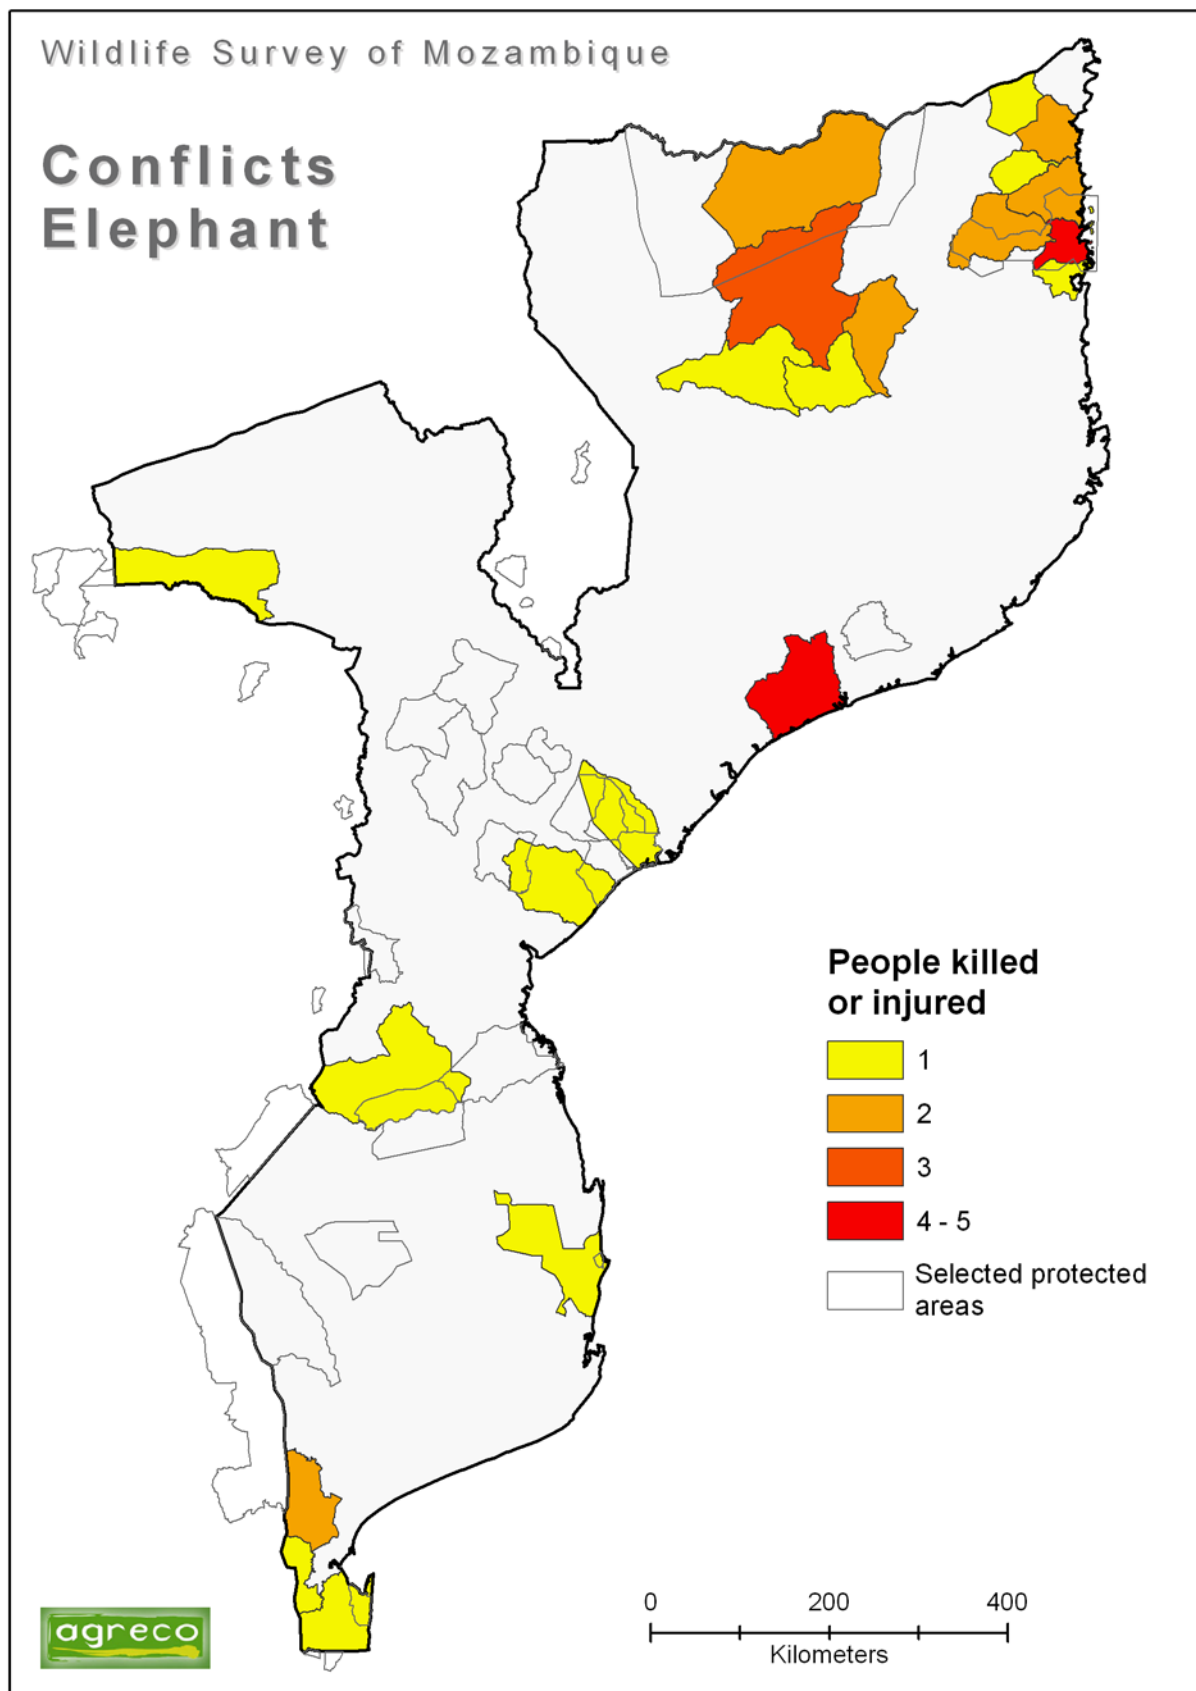 Wildlife Survey of Mozambique
Conflicts
Elephant
People killed
or injured
1
2
3
4 - 5
Selected protected
areas
0 200 400
Kilometers
agreco